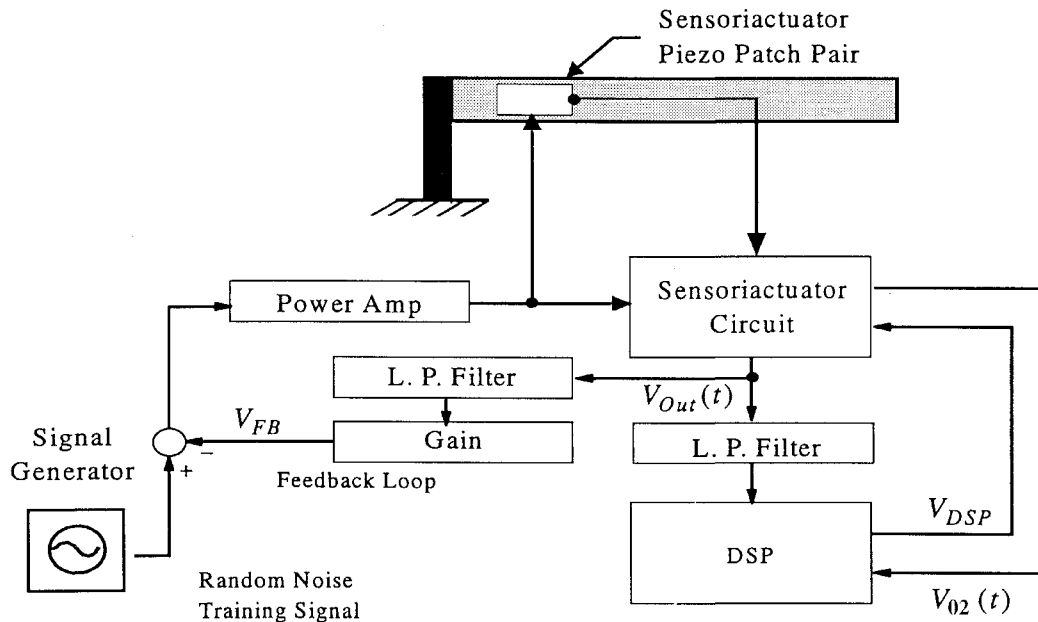 Sensoriactuator
Piezo Patch Pair
Power Amp
Sensoriactuator
Circuit
L. P. Filter
V_Out(t)
V_FB
Gain
L. P. Filter
Signal
Generator
−
+
Feedback Loop
V_DSP
DSP
Random Noise
Training Signal
V_02(t)